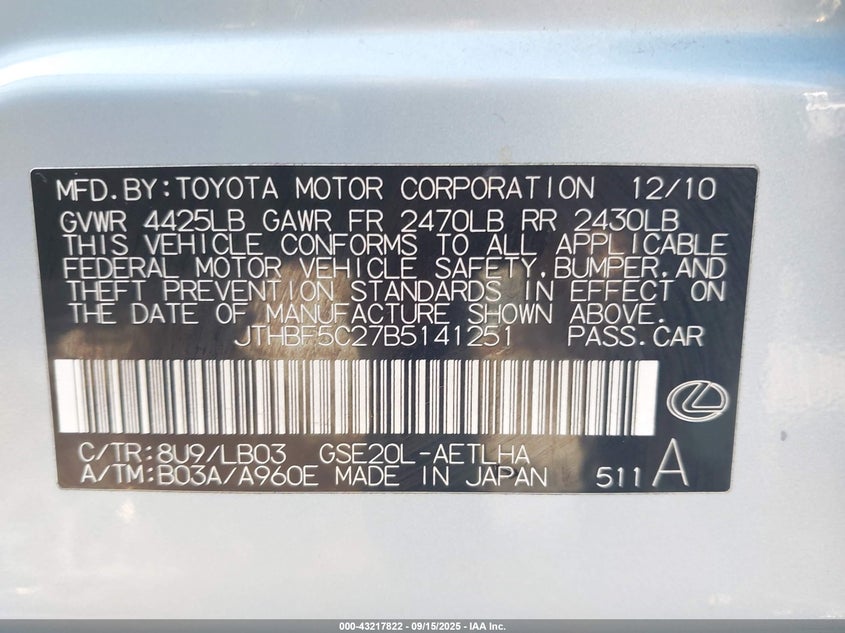 MFD.BY:TOYOTA MOTOR CORPORATION 12/10
GVWR 4425LB GAWR FR 2470LB RR 2430LB
THIS VEHICLE CONFORMS TO ALL APPLICABLE
FEDERAL MOTOR VEHICLE SAFETY,BUMPER,AND
THEFT PREVENTION STANDARDS IN EFFECT ON
THE DATE OF MANUFACTURE SHOWN ABOVE.
JTHBF5C27B5141251 PASS.CAR
C/TR:8U9/LB03 GSE20L-AETLHA
A/TM:B03A/A960E MADE IN JAPAN 511A
000-43217822 - 09/15/2025 - IAA Inc.